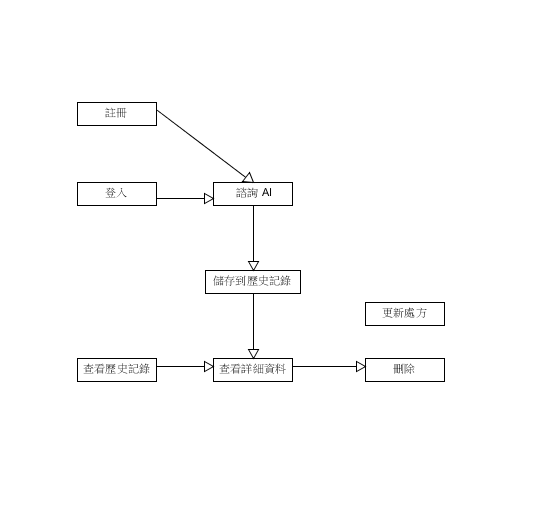 註冊
登入
諮詢 AI
儲存到歷史記錄
更新處方
查看歷史記錄
查看詳細資料
刪除